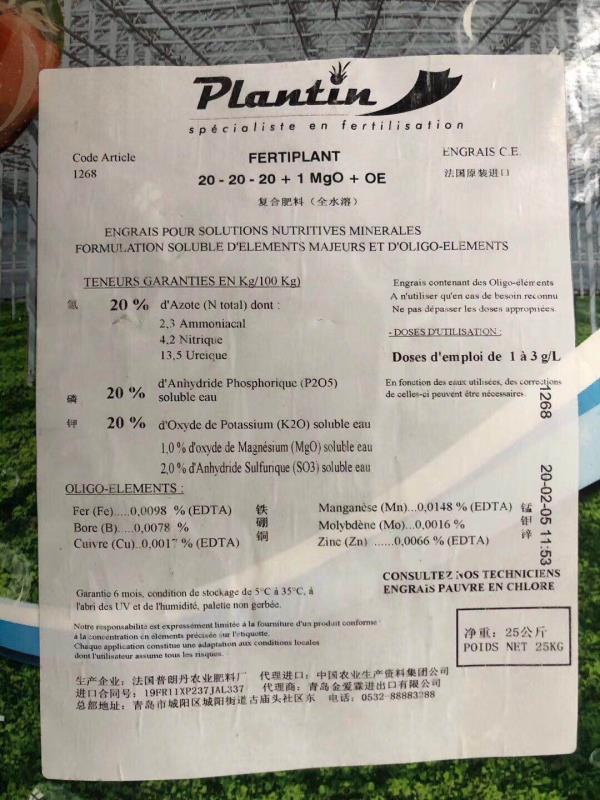 Plantin
spécialiste en fertilisation
Code Article
1268
FERTIPLANT
20 - 20 - 20 + 1 MgO + OE
复合肥料（全水溶）
ENGRAIS C.E.
法国原装进口
ENGRAIS POUR SOLUTIONS NUTRITIVES MINERALES
FORMULATION SOLUBLE D'ELEMENTS MAJEURS ET D'OLIGO-ELEMENTS
TENEURS GARANTIES EN Kg/100 Kg)
氮 20 % d'Azote (N total) dont :
2,3 Ammoniacal
4,2 Nitrique
13,5 Ureique
磷 20 % d'Anhydride Phosphorique (P2O5)
soluble eau
钾 20 % d'Oxyde de Potassium (K2O) soluble eau
1,0 % d'oxyde de Magnésium (MgO) soluble eau
2,0 % d'Anhydride Sulfurique (SO3) soluble eau
Engrais contenant des Oligo-éléments
A n'utiliser qu'en cas de besoin reconnu
Ne pas dépasser les doses appropriées.
- DOSES D'UTILISATION :
Doses d'emploi de 1 à 3 g/L
En fonction des eaux utilisées, des corrections
de celles-ci peuvent être nécessaires.
1268 20-02-05 11:53
OLIGO-ELEMENTS :
Fer (Fe).....0,0098 % (EDTA) 铁
Bore (B).....0,0078 % 硼
Cuivre (Cu)..0,0017 % (EDTA) 铜
Manganèse (Mn)...0,0148 % (EDTA) 锰
Molybdène (Mo)...0,0016 % 钼
Zinc (Zn) ......0,0066 % (EDTA) 锌
CONSULTEZ NOS TECHNICIENS
ENGRAIS PAUVRE EN CHLORE
Garantie 6 mois, condition de stockage de 5°C à 35°C, à
l'abri des UV et de l'humidité, palette non gerbée.
Notre responsabilité est expressément limitée à la fourniture d'un produit conforme
à la concentration en éléments précisée sur l'étiquette.
Chaque application constitue une adaptation aux conditions locales
dont l'utilisateur assume tous les risques.
净重：25公斤
POIDS NET 25KG
生产企业：法国普朗丹农业肥料厂 代理进口：中国农业生产资料集团公司
进口合同号：19FR11XP237JAL337 代理商：青岛金爱霖进出口有限公司
总部地址：青岛市城阳区城阳街道古庙头社区东 电话：0532-88883288